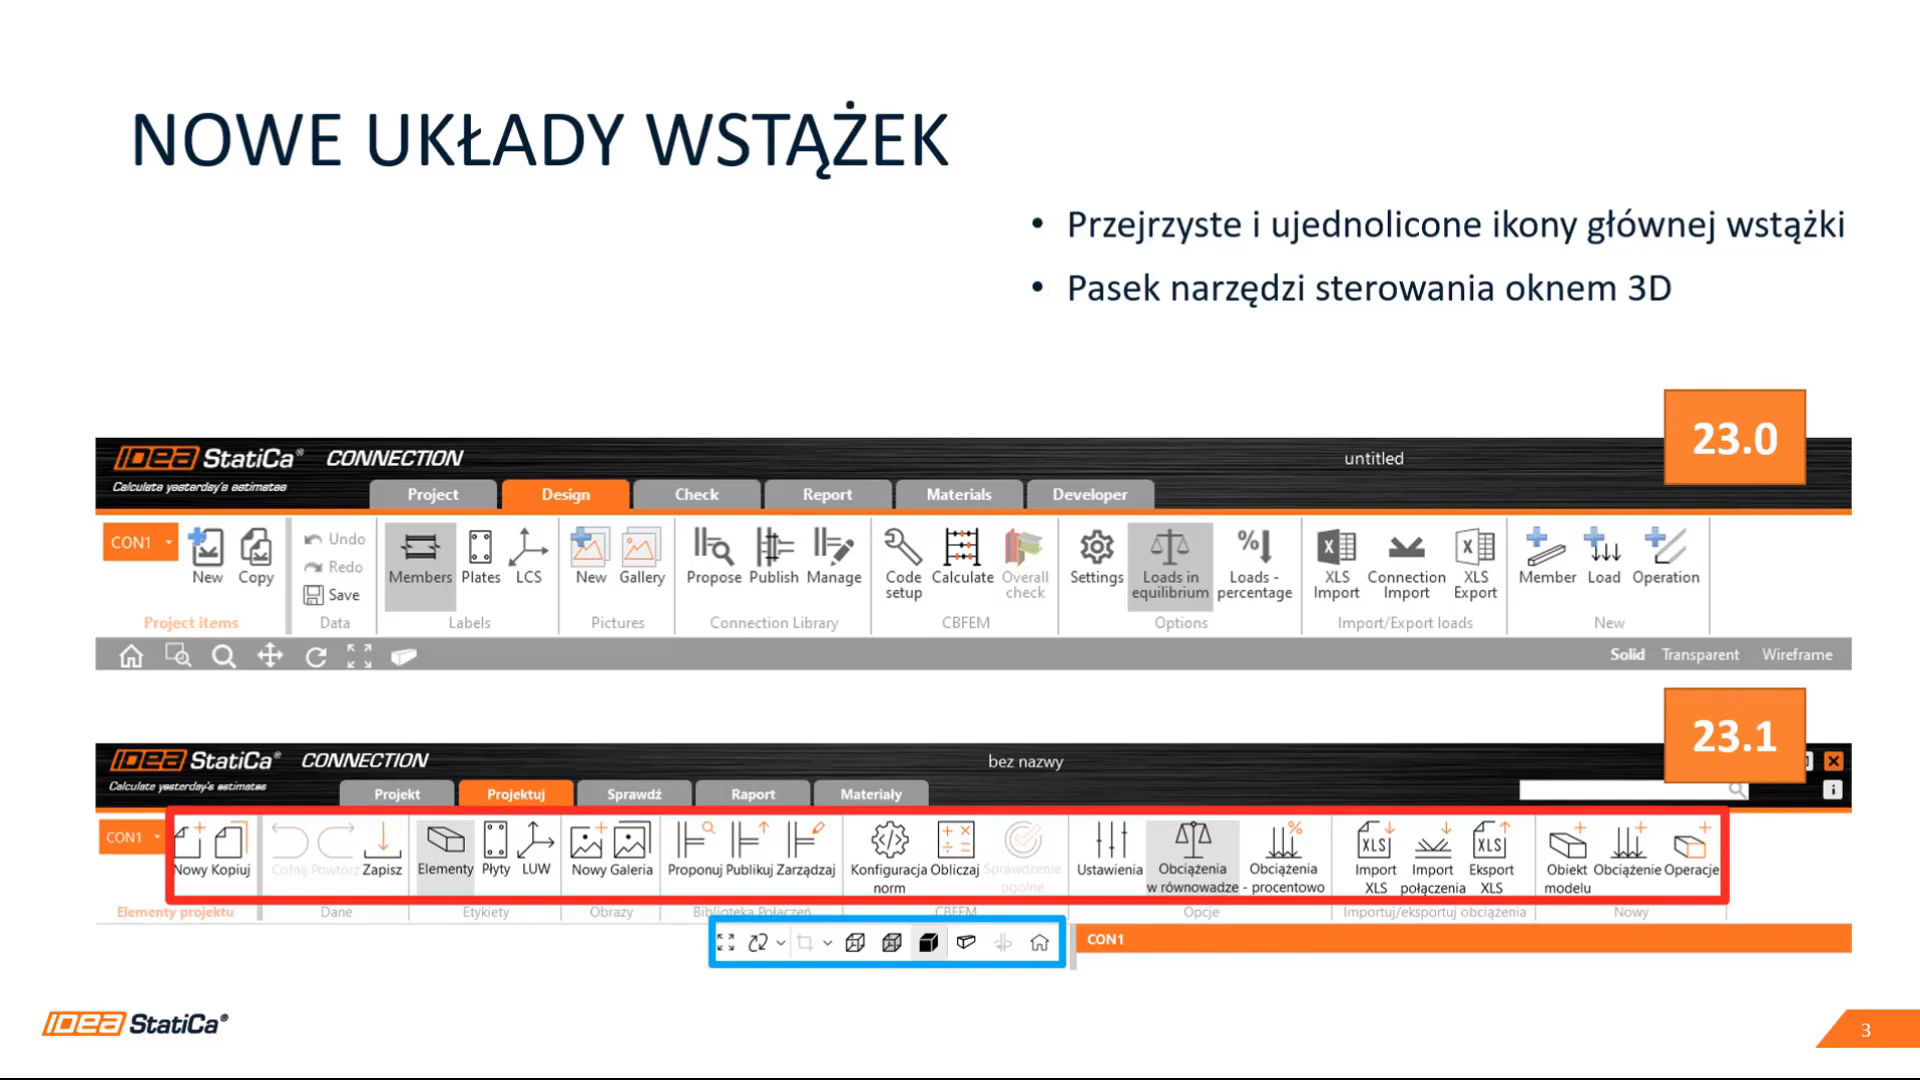 NOWE UKŁADY WSTĄŻEK
• Przejrzyste i ujednolicone ikony głównej wstążki
• Pasek narzędzi sterowania oknem 3D
23.0
IDEA StatiCa® CONNECTION
untitled
Calculate yesterday's estimates
Project Design Check Report Materials Developer
CON1
New Copy
Undo
Redo
Save
Members Plates LCS
New Gallery
Propose Publish Manage
Code setup Calculate Overall check
Settings Loads in equilibrium Loads - percentage
XLS Import Connection Import XLS Export
Member Load Operation
Project items Data Labels Pictures Connection Library CBFEM Options Import/Export loads New
Solid Transparent Wireframe
23.1
IDEA StatiCa® CONNECTION
bez nazwy
Calculate yesterday's estimates
Projekt Projektuj Sprawdź Raport Materiały
CON1
Nowy Kopiuj
Cofnij Powtórz Zapisz
Elementy Płyty LUW
Nowy Galeria
Proponuj Publikuj Zarządzaj
Konfiguracja norm Obliczaj Sprawdzenie ogólne
Ustawienia Obciążenia w równowadze Obciążenia - procentowo
Import XLS Import połączenia Eksport XLS
Obiekt modelu Obciążenie Operacje
Elementy projektu Dane Etykiety Obrazy Biblioteka Połączeń CBFEM Opcje Importuj/eksportuj obciążenia Nowy
CON1
IDEA StatiCa®
3